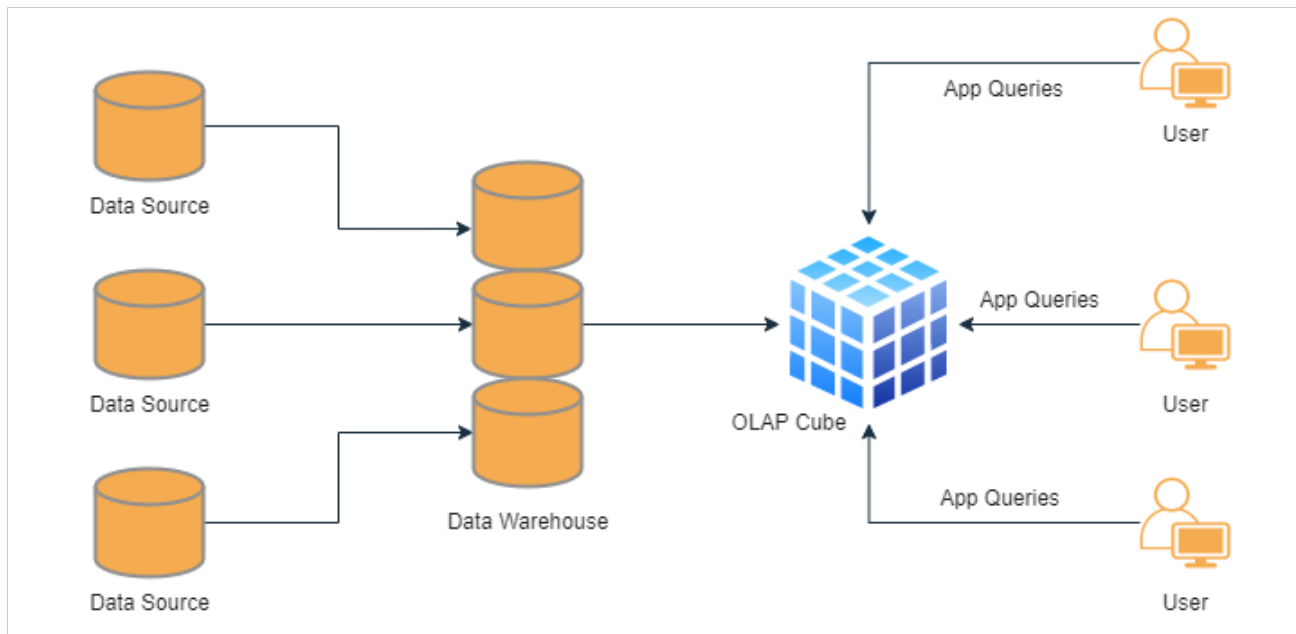 App Queries
User
Data Source
App Queries
Data Source
User
OLAP Cube
App Queries
Data Warehouse
Data Source
User